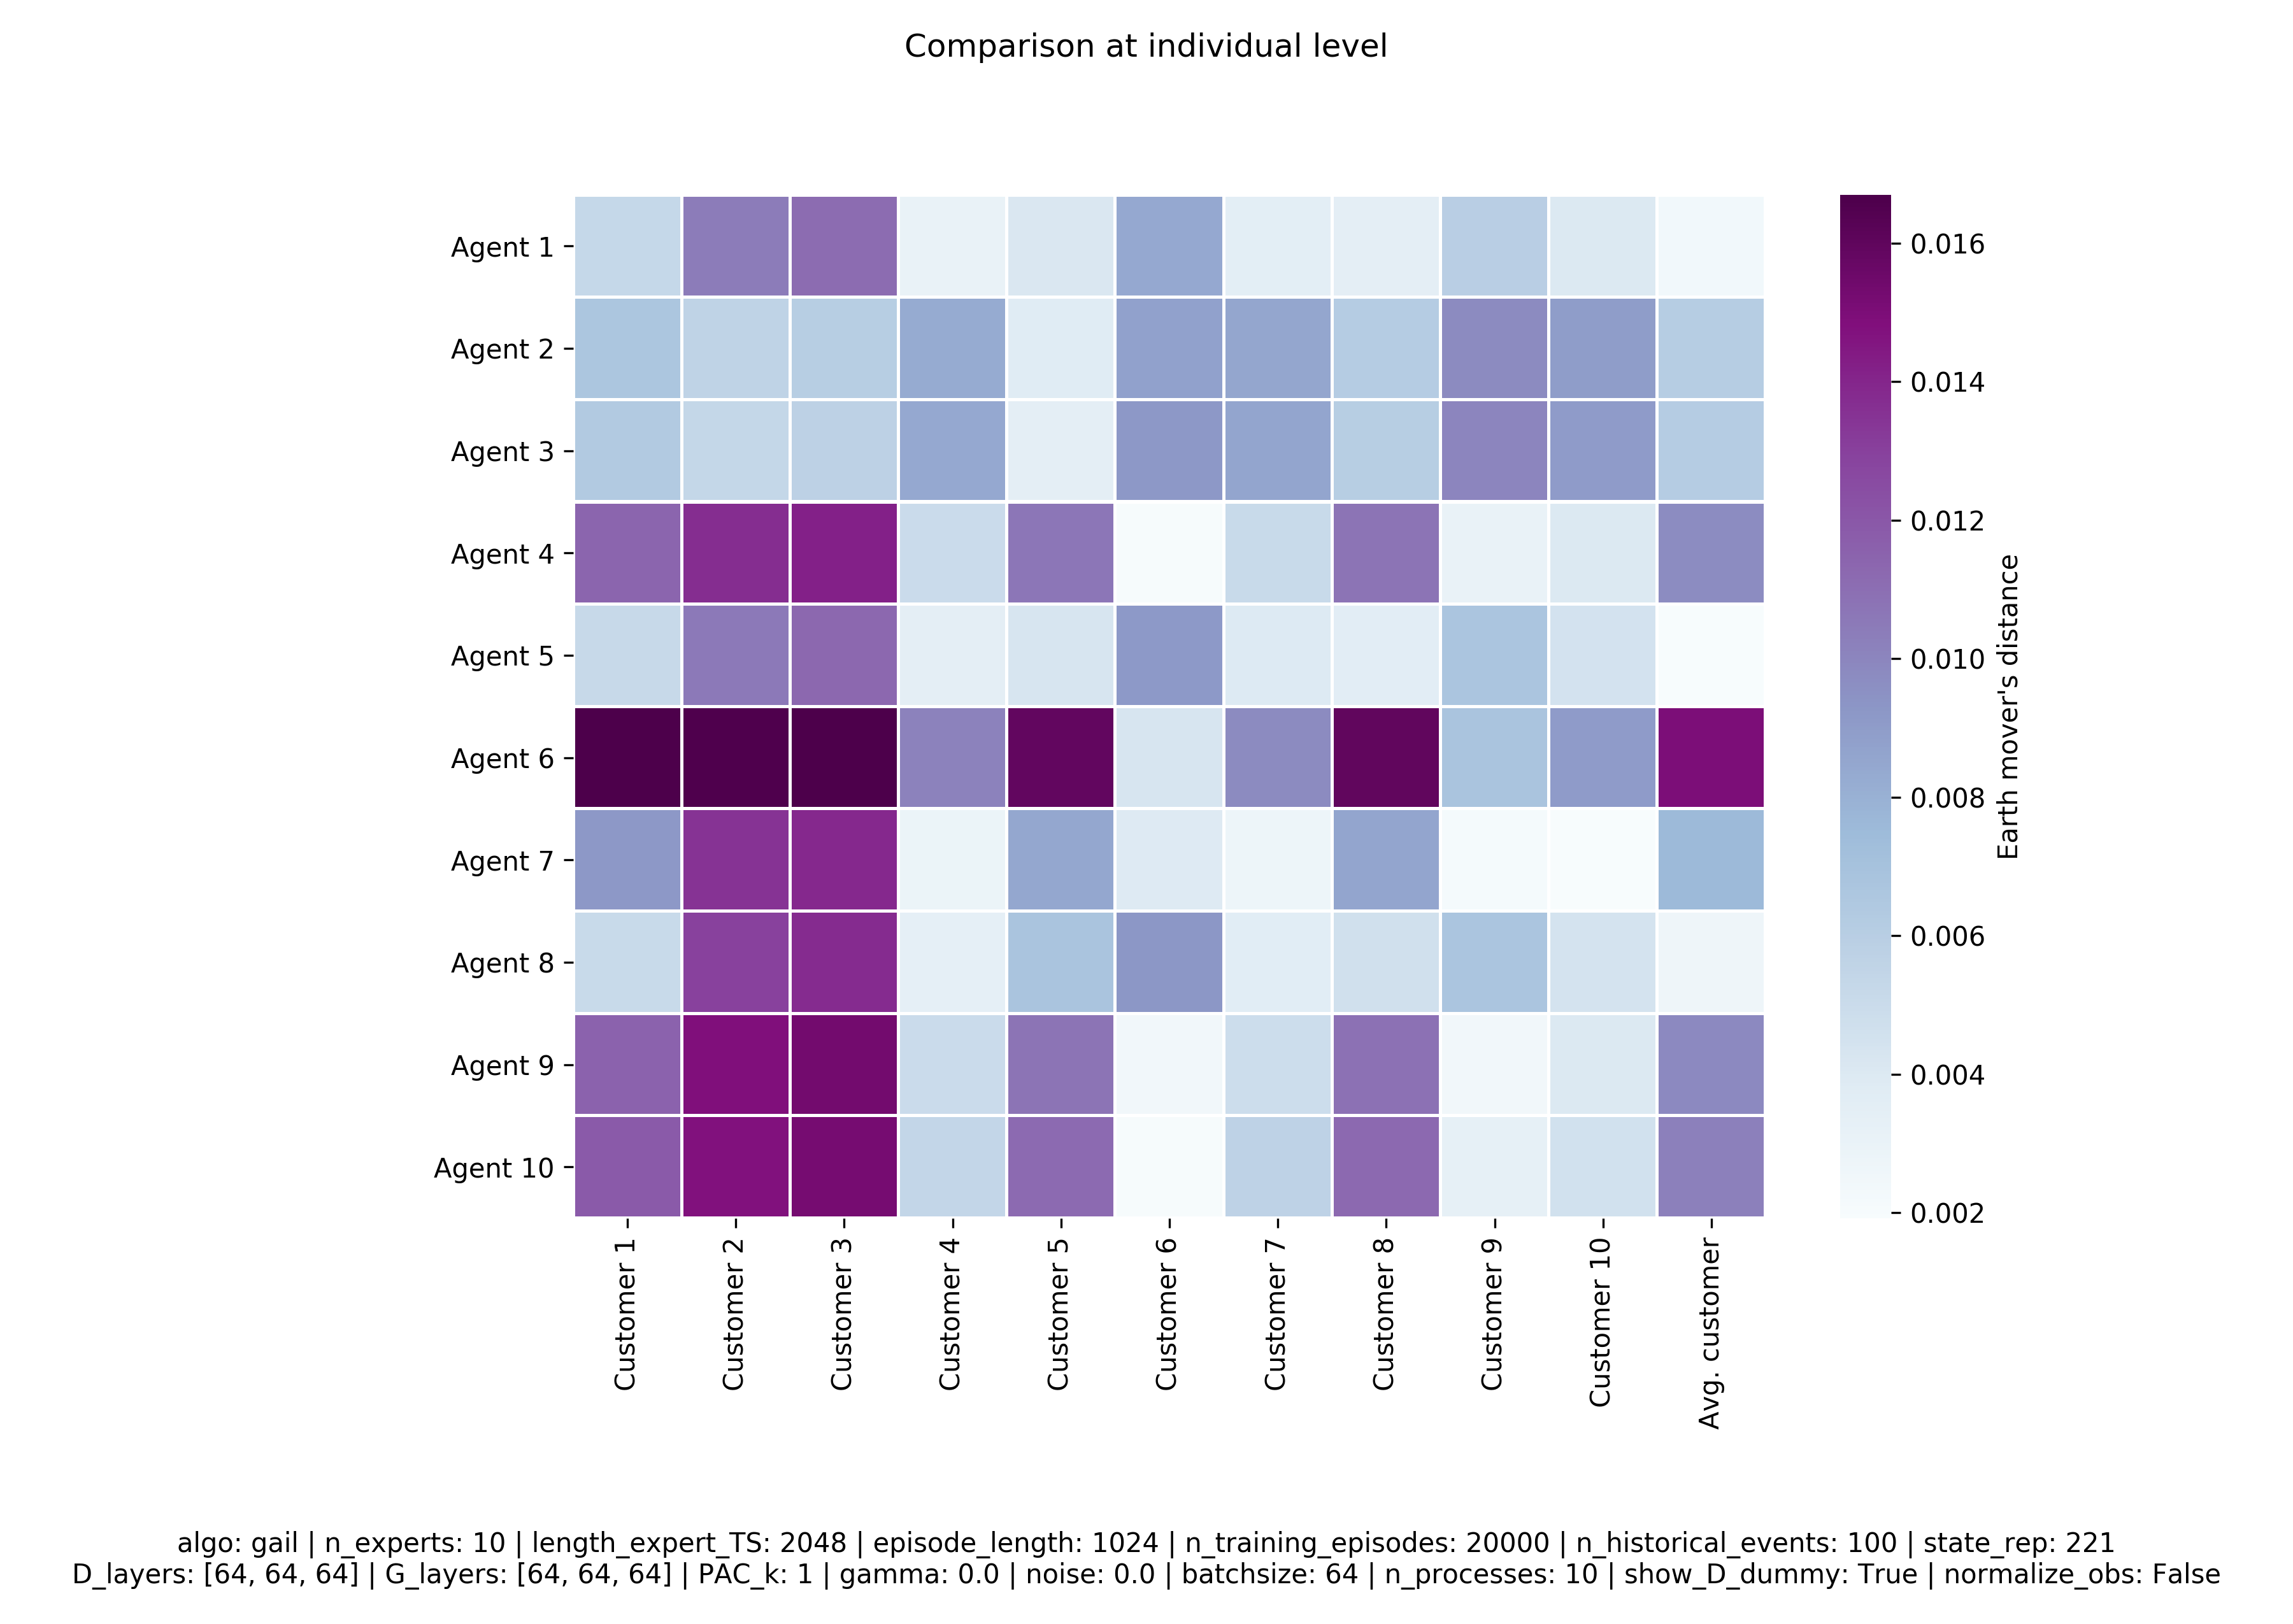 Comparison at individual level
Agent 1
Agent 2
Agent 3
Agent 4
Agent 5
Agent 6
Agent 7
Agent 8
Agent 9
Agent 10
Customer 1
Customer 2
Customer 3
Customer 4
Customer 5
Customer 6
Customer 7
Customer 8
Customer 9
Customer 10
Avg. customer
0.016
0.014
0.012
0.010
0.008
0.006
0.004
0.002
Earth mover's distance
algo: gail | n_experts: 10 | length_expert_TS: 2048 | episode_length: 1024 | n_training_episodes: 20000 | n_historical_events: 100 | state_rep: 221
D_layers: [64, 64, 64] | G_layers: [64, 64, 64] | PAC_k: 1 | gamma: 0.0 | noise: 0.0 | batchsize: 64 | n_processes: 10 | show_D_dummy: True | normalize_obs: False